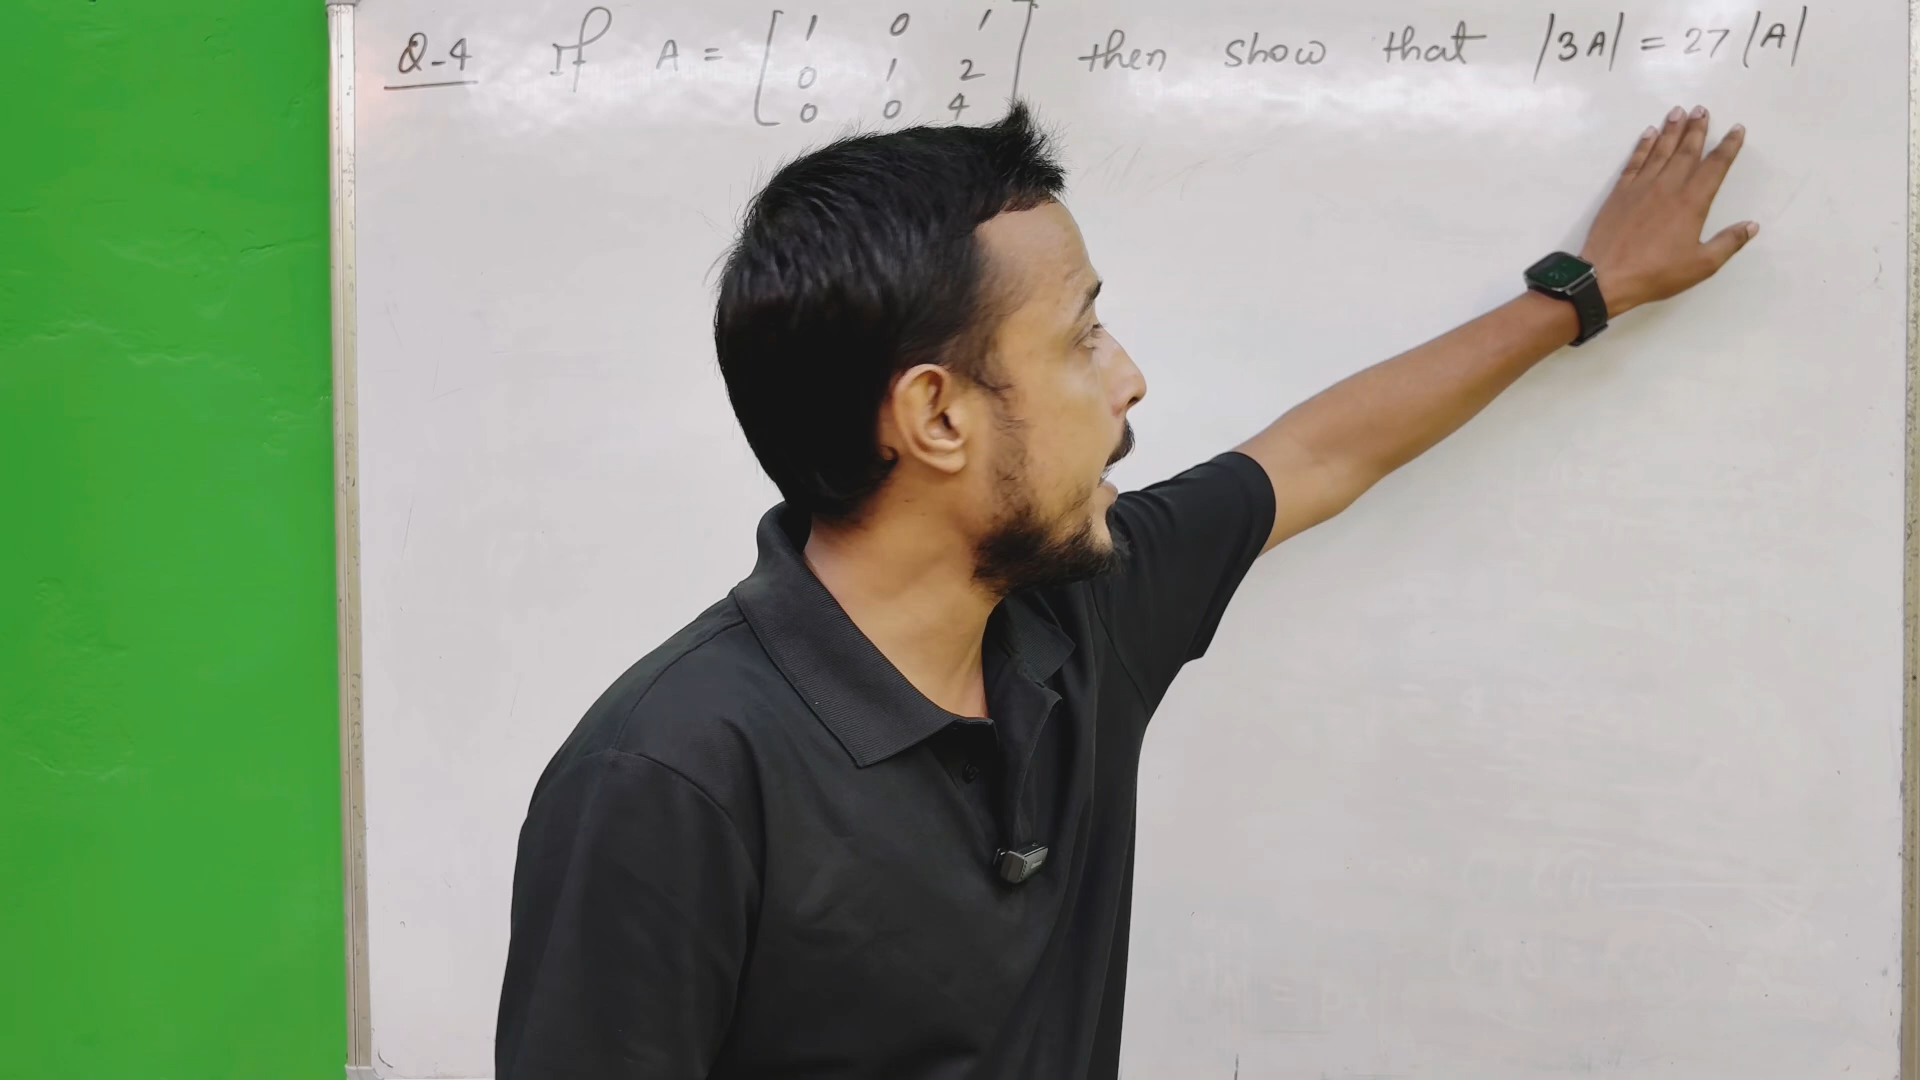 Q-4 If A = [ 1 0 1 ] then show that |3A| = 27 |A|
0 1 2
0 0 4